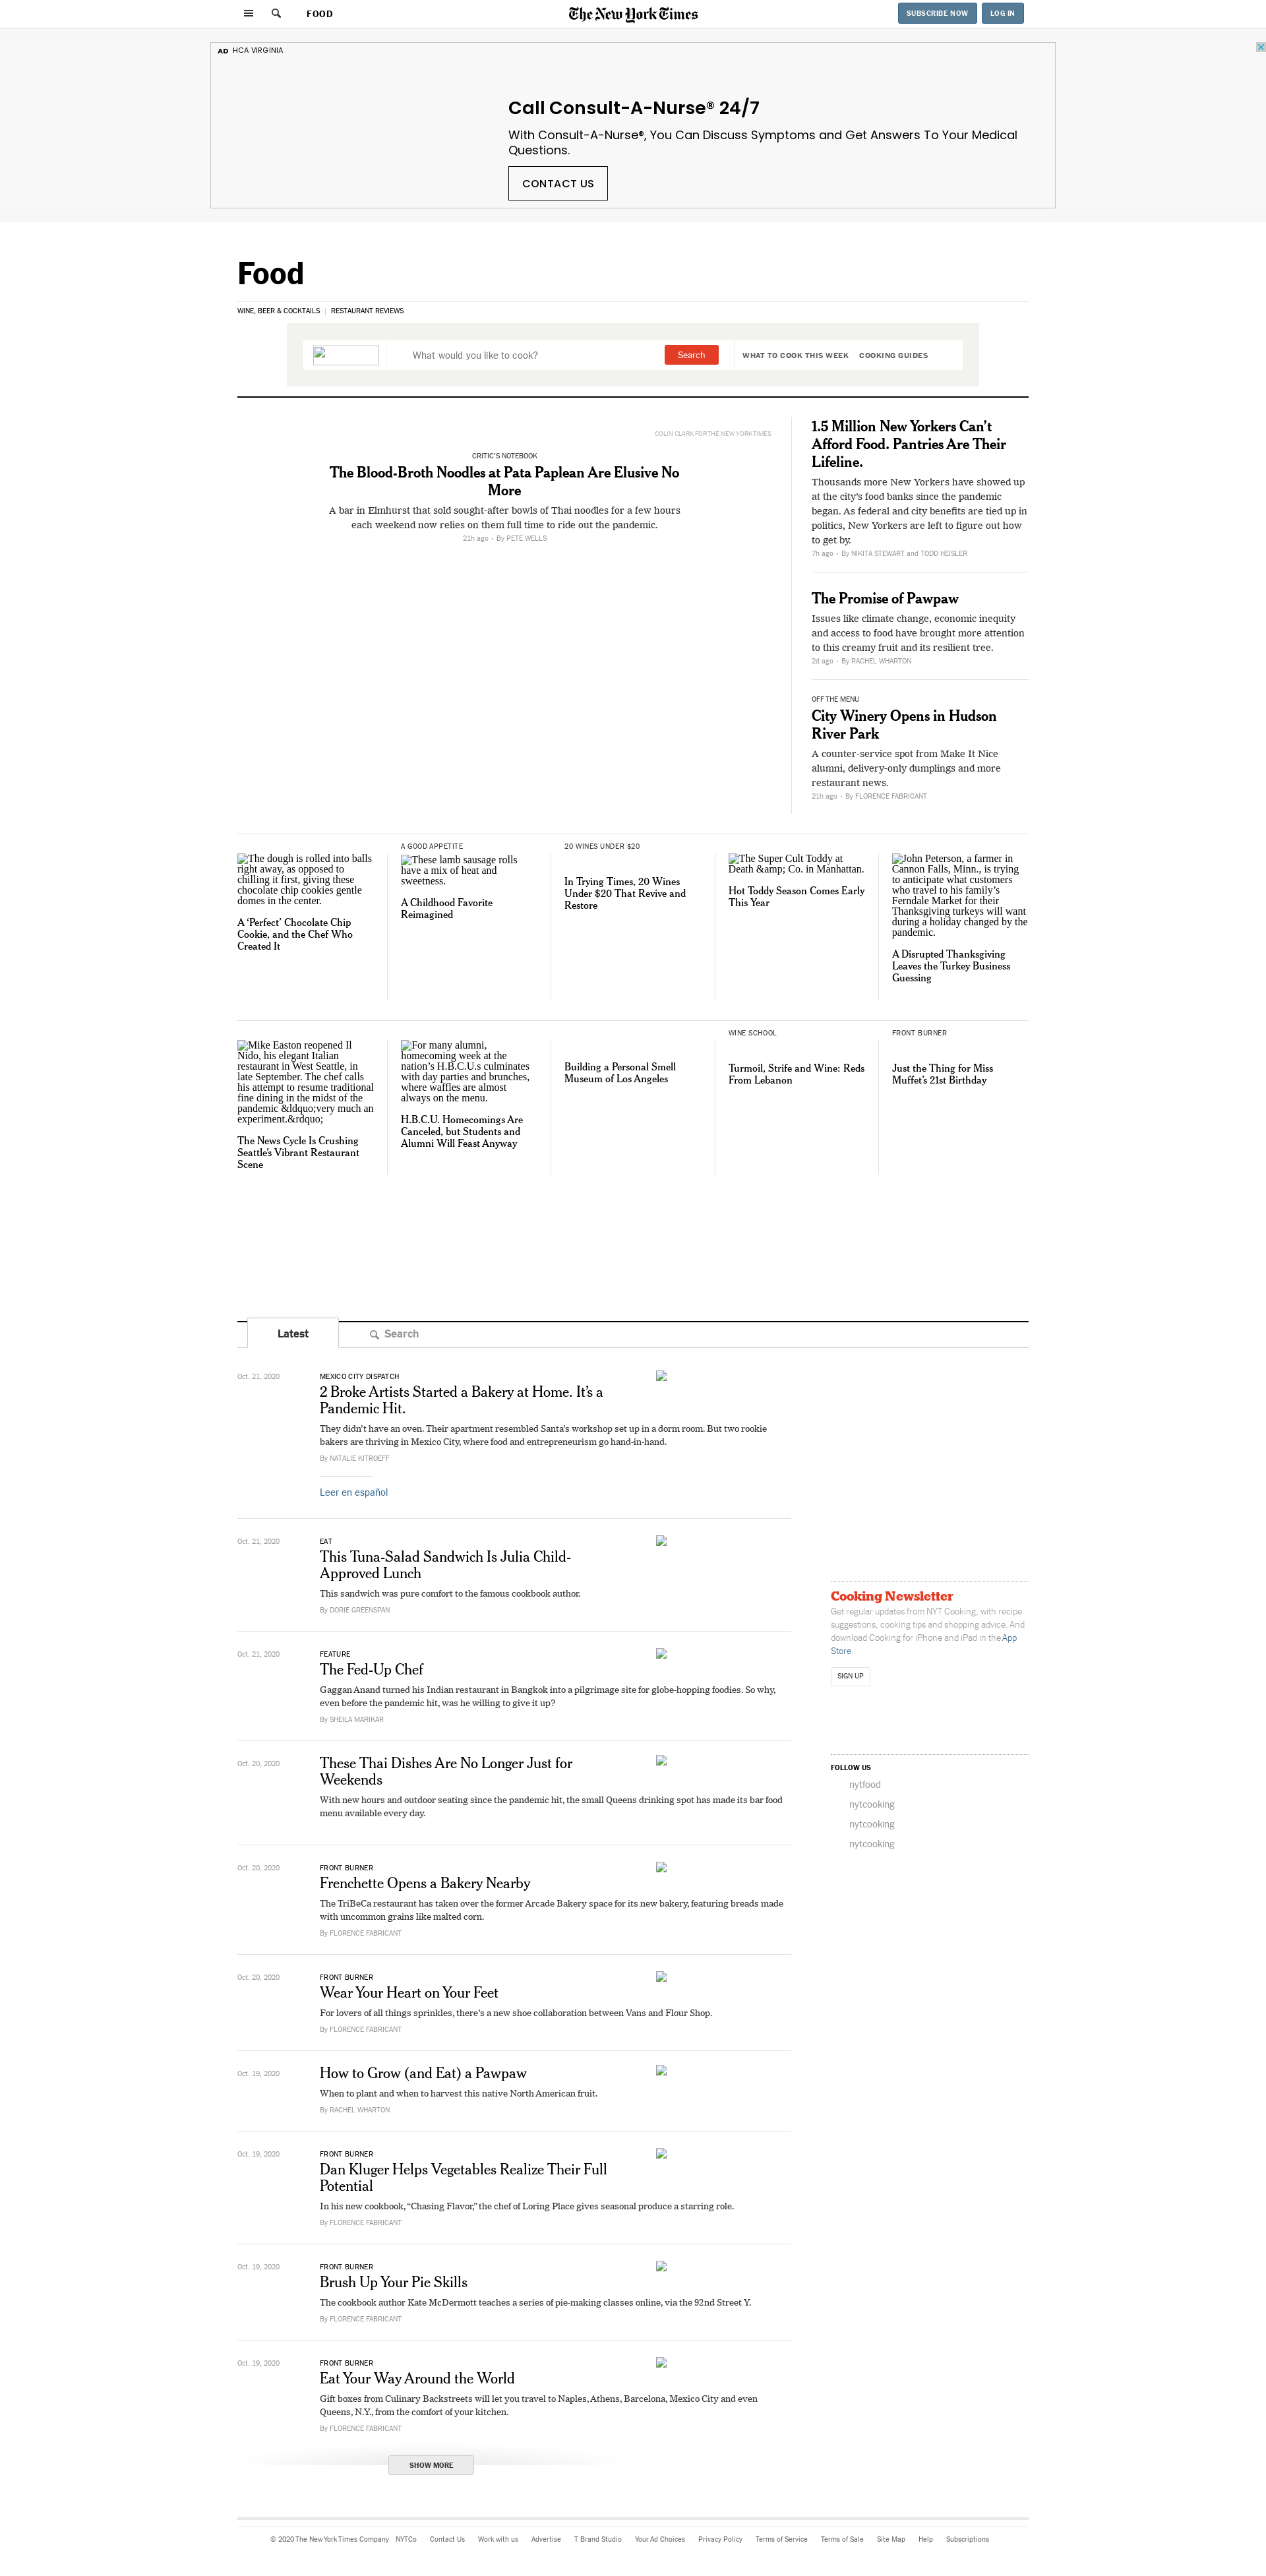 FOOD
The New York Times
SUBSCRIBE NOW
LOG IN
AD HCA VIRGINIA
Call Consult-A-Nurse® 24/7
With Consult-A-Nurse®, You Can Discuss Symptoms and Get Answers To Your Medical
Questions.
CONTACT US
Food
WINE, BEER & COCKTAILS
RESTAURANT REVIEWS
What would you like to cook?
Search
WHAT TO COOK THIS WEEK
COOKING GUIDES
COLIN CLARK FOR THE NEW YORK TIMES
CRITIC'S NOTEBOOK
The Blood-Broth Noodles at Pata Paplean Are Elusive No
More
A bar in Elmhurst that sold sought-after bowls of Thai noodles for a few hours
each weekend now relies on them full time to ride out the pandemic.
21h ago • By PETE WELLS
1.5 Million New Yorkers Can’t
Afford Food. Pantries Are Their
Lifeline.
Thousands more New Yorkers have showed up
at the city’s food banks since the pandemic
began. As federal and city benefits are tied up in
politics, New Yorkers are left to figure out how
to get by.
7h ago • By NIKITA STEWART and TODD HEISLER
The Promise of Pawpaw
Issues like climate change, economic inequity
and access to food have brought more attention
to this creamy fruit and its resilient tree.
2d ago • By RACHEL WHARTON
OFF THE MENU
City Winery Opens in Hudson
River Park
A counter-service spot from Make It Nice
alumni, delivery-only dumplings and more
restaurant news.
21h ago • By FLORENCE FABRICANT
The dough is rolled into balls
right away, as opposed to
chilling it first, giving these
chocolate chip cookies gentle
domes in the center.
A ‘Perfect’ Chocolate Chip
Cookie, and the Chef Who
Created It
A GOOD APPETITE
These lamb sausage rolls
have a mix of heat and
sweetness.
A Childhood Favorite
Reimagined
20 WINES UNDER $20
In Trying Times, 20 Wines
Under $20 That Revive and
Restore
The Super Cult Toddy at
Death &amp; Co. in Manhattan.
Hot Toddy Season Comes Early
This Year
John Peterson, a farmer in
Cannon Falls, Minn., is trying
to anticipate what customers
who travel to his family’s
Ferndale Market for their
Thanksgiving turkeys will want
during a holiday changed by the
pandemic.
A Disrupted Thanksgiving
Leaves the Turkey Business
Guessing
Mike Easton reopened Il
Nido, his elegant Italian
restaurant in West Seattle, in
late September. The chef calls
his attempt to resume traditional
fine dining in the midst of the
pandemic &ldquo;very much an
experiment.&rdquo;
The News Cycle Is Crushing
Seattle’s Vibrant Restaurant
Scene
For many alumni,
homecoming week at the
nation’s H.B.C.U.s culminates
with day parties and brunches,
where waffles are almost
always on the menu.
H.B.C.U. Homecomings Are
Canceled, but Students and
Alumni Will Feast Anyway
Building a Personal Smell
Museum of Los Angeles
WINE SCHOOL
Turmoil, Strife and Wine: Reds
From Lebanon
FRONT BURNER
Just the Thing for Miss
Muffet’s 21st Birthday
Latest
Search
Oct. 21, 2020
MEXICO CITY DISPATCH
2 Broke Artists Started a Bakery at Home. It’s a
Pandemic Hit.
They didn’t have an oven. Their apartment resembled Santa’s workshop set up in a dorm room. But two rookie
bakers are thriving in Mexico City, where food and entrepreneurism go hand-in-hand.
By NATALIE KITROEFF
Leer en español
Oct. 21, 2020
EAT
This Tuna-Salad Sandwich Is Julia Child-
Approved Lunch
This sandwich was pure comfort to the famous cookbook author.
By DORIE GREENSPAN
Oct. 21, 2020
FEATURE
The Fed-Up Chef
Gaggan Anand turned his Indian restaurant in Bangkok into a pilgrimage site for globe-hopping foodies. So why,
even before the pandemic hit, was he willing to give it up?
By SHEILA MARIKAR
Oct. 20, 2020
These Thai Dishes Are No Longer Just for
Weekends
With new hours and outdoor seating since the pandemic hit, the small Queens drinking spot has made its bar food
menu available every day.
Oct. 20, 2020
FRONT BURNER
Frenchette Opens a Bakery Nearby
The TriBeCa restaurant has taken over the former Arcade Bakery space for its new bakery, featuring breads made
with uncommon grains like malted corn.
By FLORENCE FABRICANT
Oct. 20, 2020
FRONT BURNER
Wear Your Heart on Your Feet
For lovers of all things sprinkles, there’s a new shoe collaboration between Vans and Flour Shop.
By FLORENCE FABRICANT
Oct. 19, 2020
How to Grow (and Eat) a Pawpaw
When to plant and when to harvest this native North American fruit.
By RACHEL WHARTON
Oct. 19, 2020
FRONT BURNER
Dan Kluger Helps Vegetables Realize Their Full
Potential
In his new cookbook, “Chasing Flavor,” the chef of Loring Place gives seasonal produce a starring role.
By FLORENCE FABRICANT
Oct. 19, 2020
FRONT BURNER
Brush Up Your Pie Skills
The cookbook author Kate McDermott teaches a series of pie-making classes online, via the 92nd Street Y.
By FLORENCE FABRICANT
Oct. 19, 2020
FRONT BURNER
Eat Your Way Around the World
Gift boxes from Culinary Backstreets will let you travel to Naples, Athens, Barcelona, Mexico City and even
Queens, N.Y., from the comfort of your kitchen.
By FLORENCE FABRICANT
SHOW MORE
Cooking Newsletter
Get regular updates from NYT Cooking, with recipe
suggestions, cooking tips and shopping advice. And
download Cooking for iPhone and iPad in the App
Store.
SIGN UP
FOLLOW US
nytfood
nytcooking
nytcooking
nytcooking
© 2020 The New York Times Company NYTCo Contact Us Work with us Advertise T Brand Studio Your Ad Choices Privacy Policy Terms of Service Terms of Sale Site Map Help Subscriptions